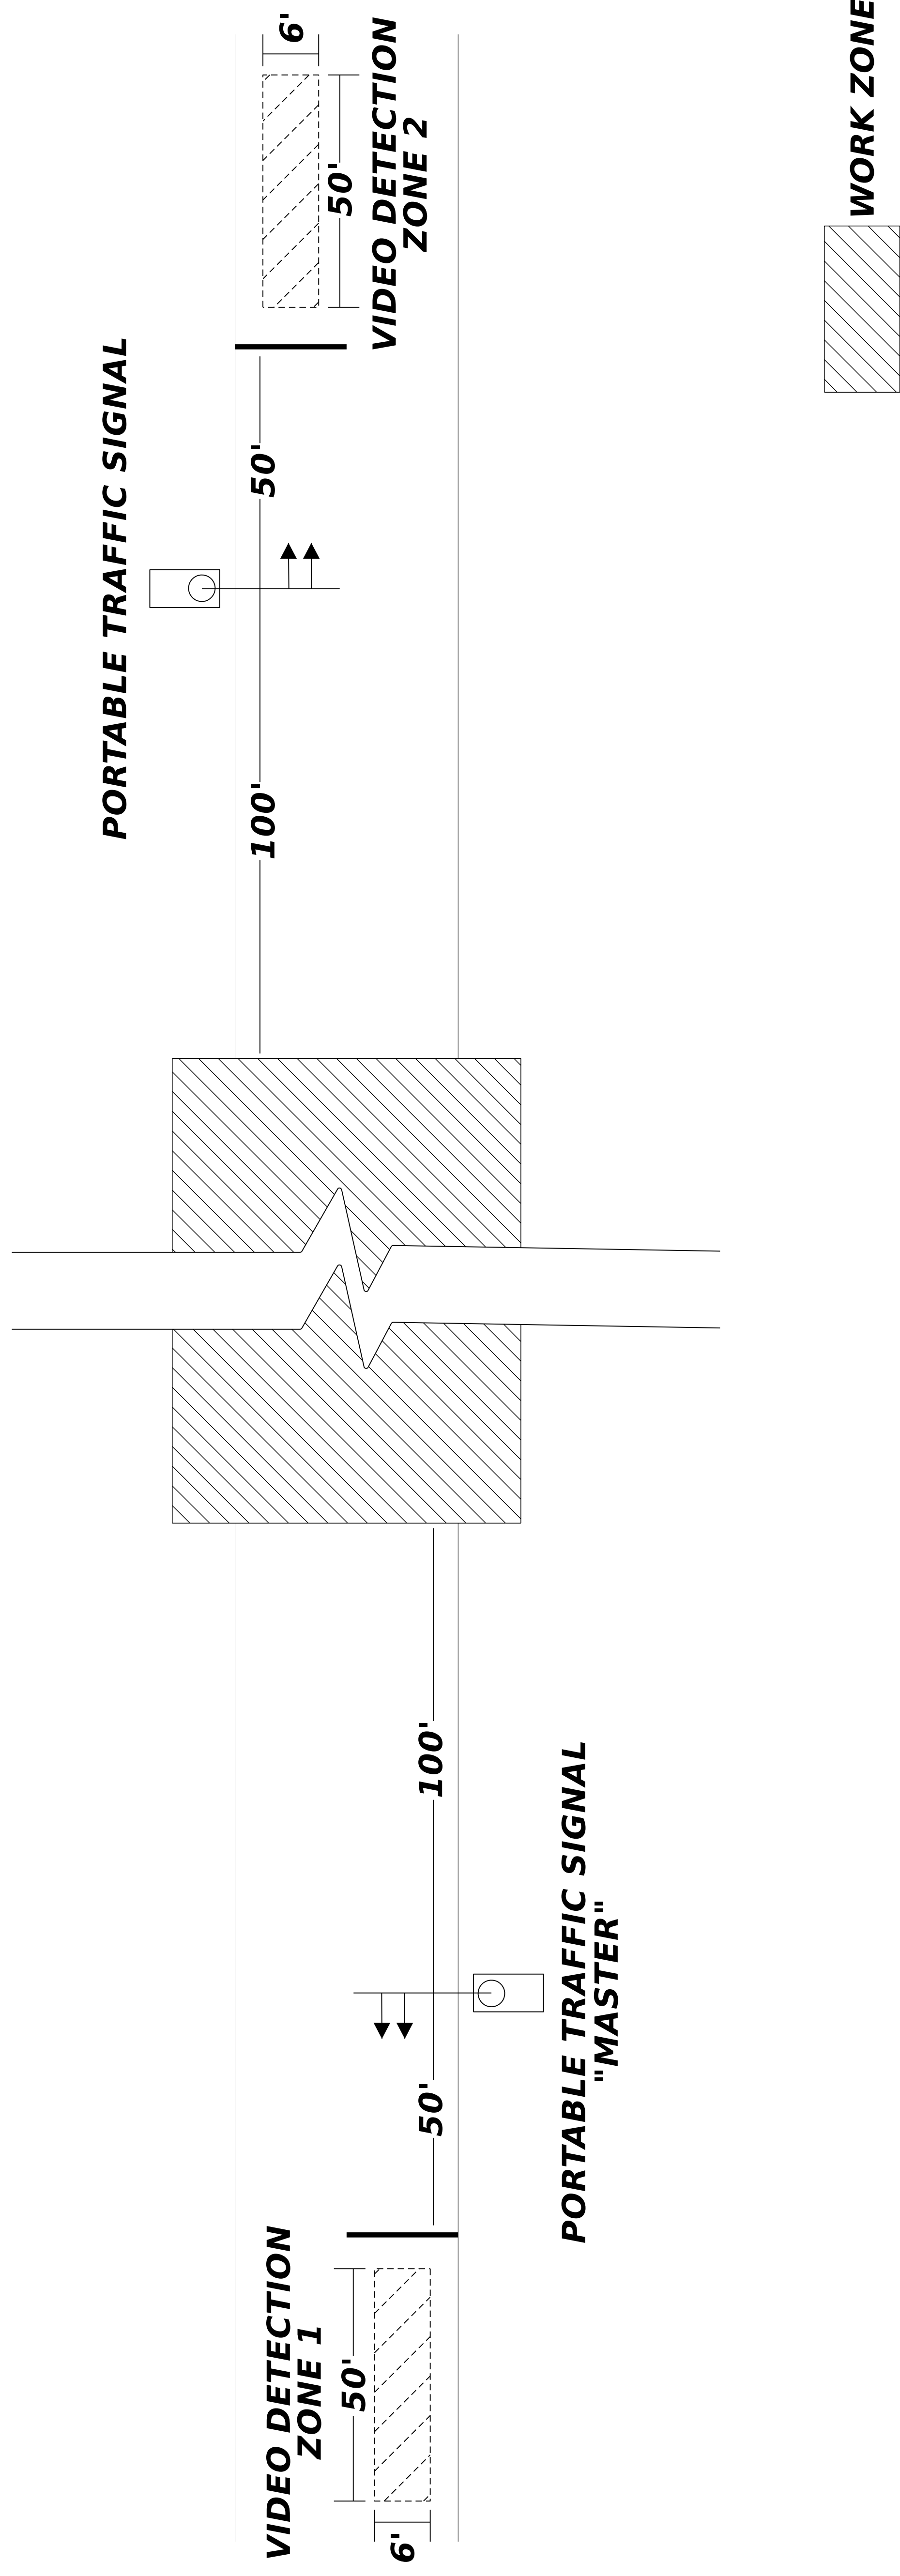 VIDEO DETECTION
ZONE 1
50'
6'
50'
100'
PORTABLE TRAFFIC SIGNAL
"MASTER"
PORTABLE TRAFFIC SIGNAL
100'
50'
50'
6'
VIDEO DETECTION
ZONE 2
WORK ZONE